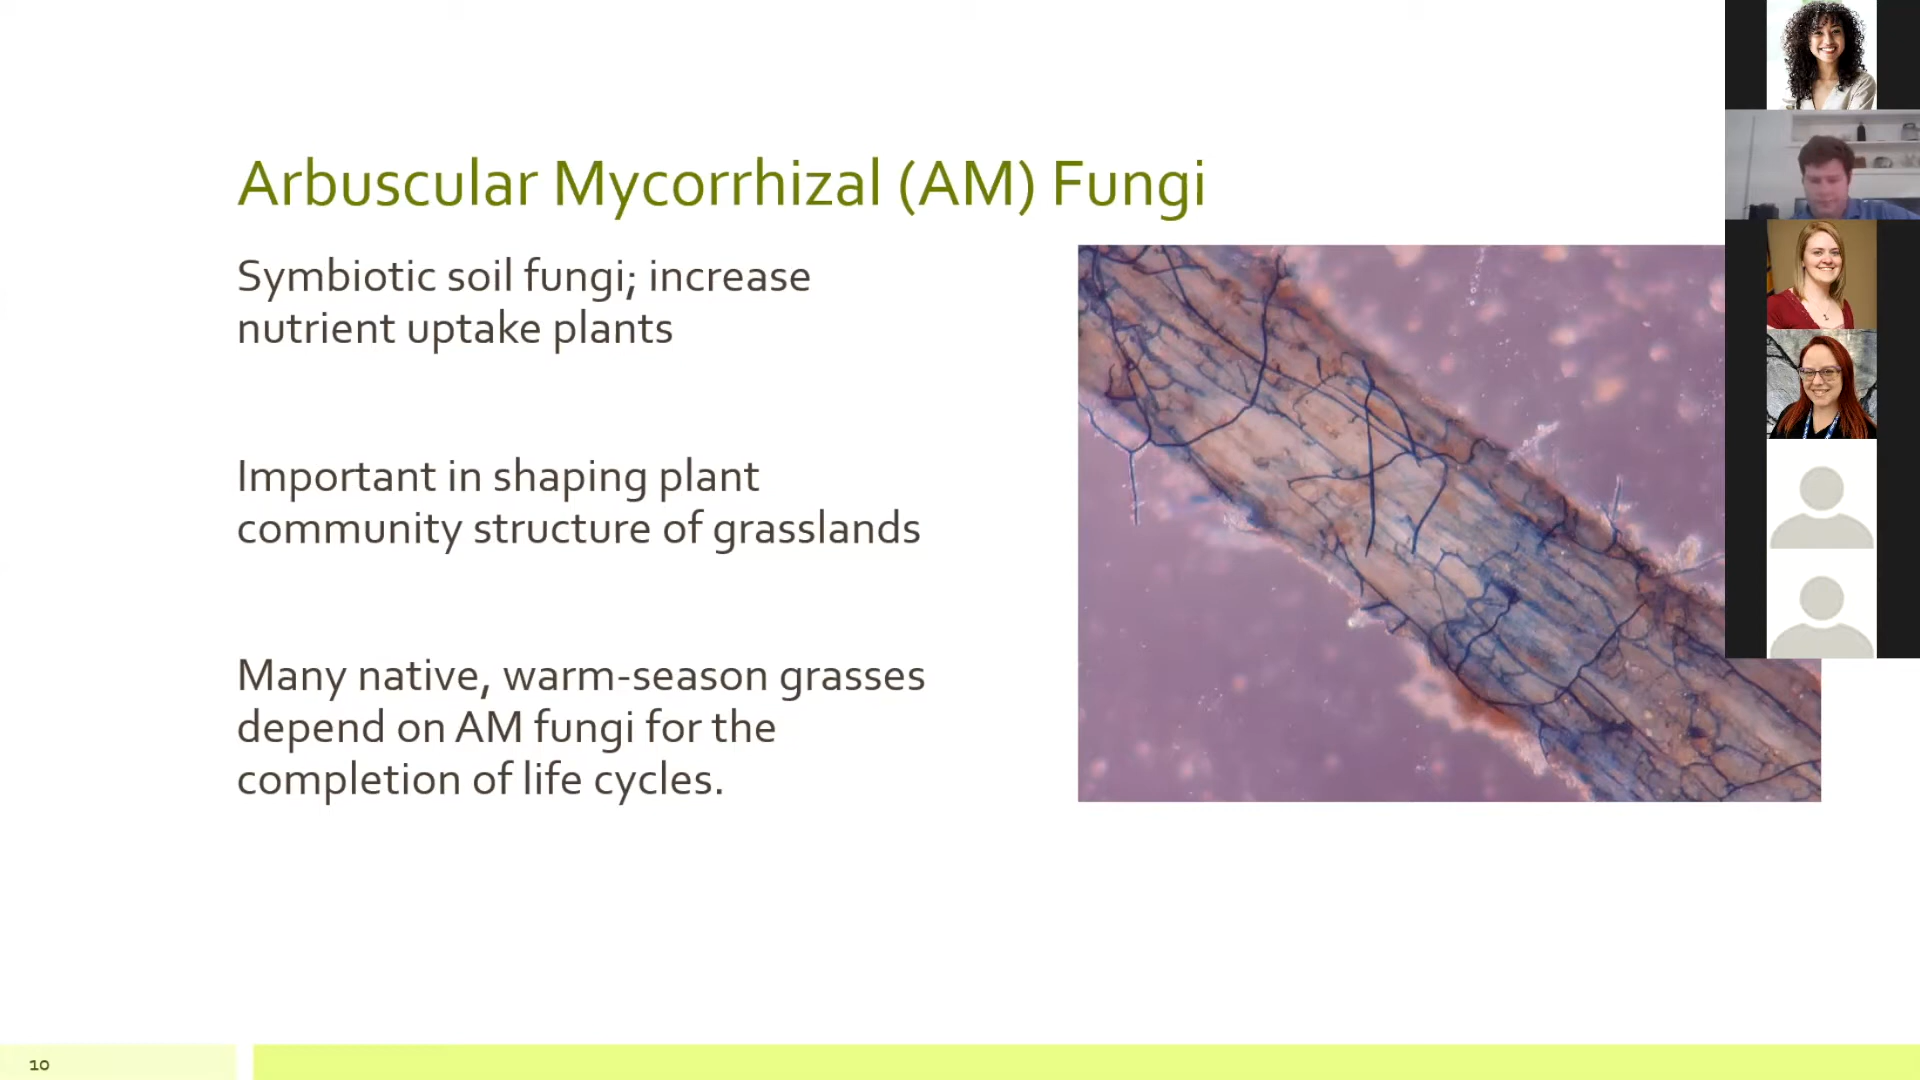 Arbuscular Mycorrhizal (AM) Fungi
Symbiotic soil fungi; increase
nutrient uptake plants
Important in shaping plant
community structure of grasslands
Many native, warm-season grasses
depend on AM fungi for the
completion of life cycles.
10